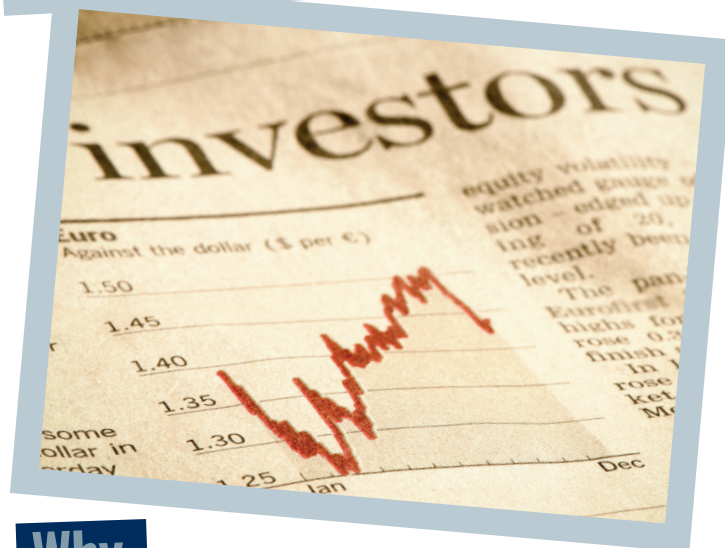 investors
Euro
Against the dollar ($ per €)
1.50
1.45
1.40
1.35
1.30
1.25
Jan
Dec
some
ollar in
erday
equity volatility –
watched gauge
sion – edged up
ing of 20,
recently been
level.
The pan-
Eurofirst
highs for
rose 0.
finish
In
rose
ket
Mo
Why